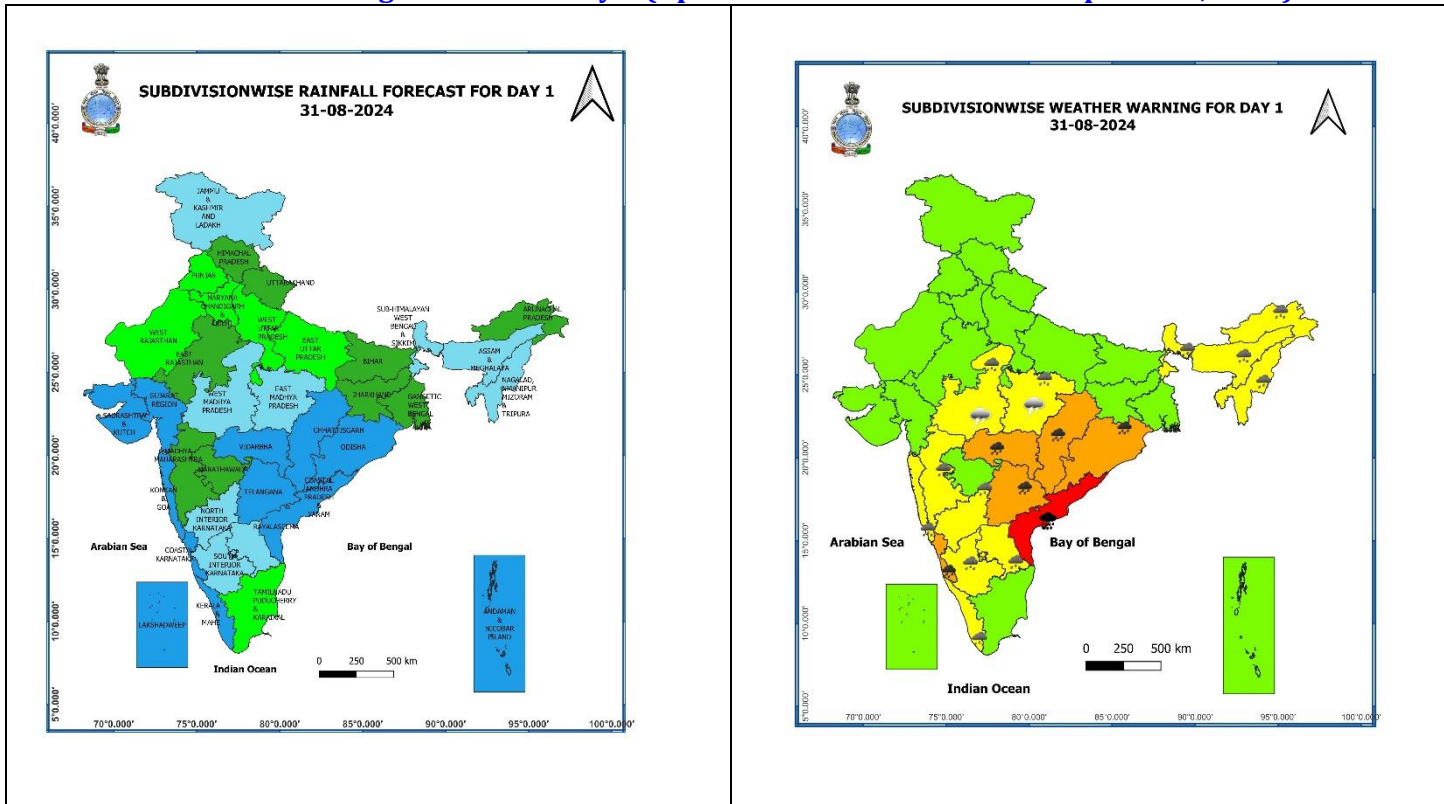 SUBDIVISIONWISE RAINFALL FORECAST FOR DAY 1
31-08-2024
40°0.000'
35°0.000'
30°0.000'
25°0.000'
20°0.000'
15°0.000'
10°0.000'
5°0.000'
JAMMU
&
KASHMIR
AND
LADAKH
HIMACHAL
PRADESH
PUNJAB
UTTARAKHAND
HARYANA
CHANDIGARH
&
DELHI
WEST
UTTAR
PRADESH
WEST
RAJASTHAN
EAST
RAJASTHAN
EAST
UTTAR
PRADESH
SUB-HIMALAYAN
WEST
BENGAL
&
SIKKIM
ARUNACHAL
PRADESH
ASSAM
&
MEGHALAYA
NAGALAD,
MANIPUR
MIZORAM
&
TRIPURA
BIHAR
JHARKHAND
GANGETIC
WEST
BENGAL
GUJARAT
REGION
SAURASHTRA
&
KUTCH
WEST
MADHYA
PRADESH
EAST
MADHYA
PRADESH
CHHATTISGARH
ODISHA
VIDARBHA
MADHYA
MAHARASHTRA
MARATHAWADA
KONKAN
&
GOA
TELANGANA
COASTAL
ANDHRA
PRADESH
&
YANAM
NORTH
INTERIOR
KARNATAKA
RAYALASEEMA
COASTAL
KARNATAKA
SOUTH
INTERIOR
KARNATAKA
TAMILNADU
PUDUCHERRY
&
KARAIKAL
KERALA
&
MAHE
LAKSHADWEEP
ANDAMAN
&
NICOBAR
ISLAND
Arabian Sea
Bay of Bengal
Indian Ocean
0 250 500 km
70°0.000' 75°0.000' 80°0.000' 85°0.000' 90°0.000' 95°0.000' 100°0.000'
SUBDIVISIONWISE WEATHER WARNING FOR DAY 1
31-08-2024
40°0.000'
35°0.000'
30°0.000'
25°0.000'
20°0.000'
15°0.000'
10°0.000'
5°0.000'
Arabian Sea
Bay of Bengal
Indian Ocean
0 250 500 km
70°0.000' 75°0.000' 80°0.000' 85°0.000' 90°0.000' 95°0.000' 100°0.000'